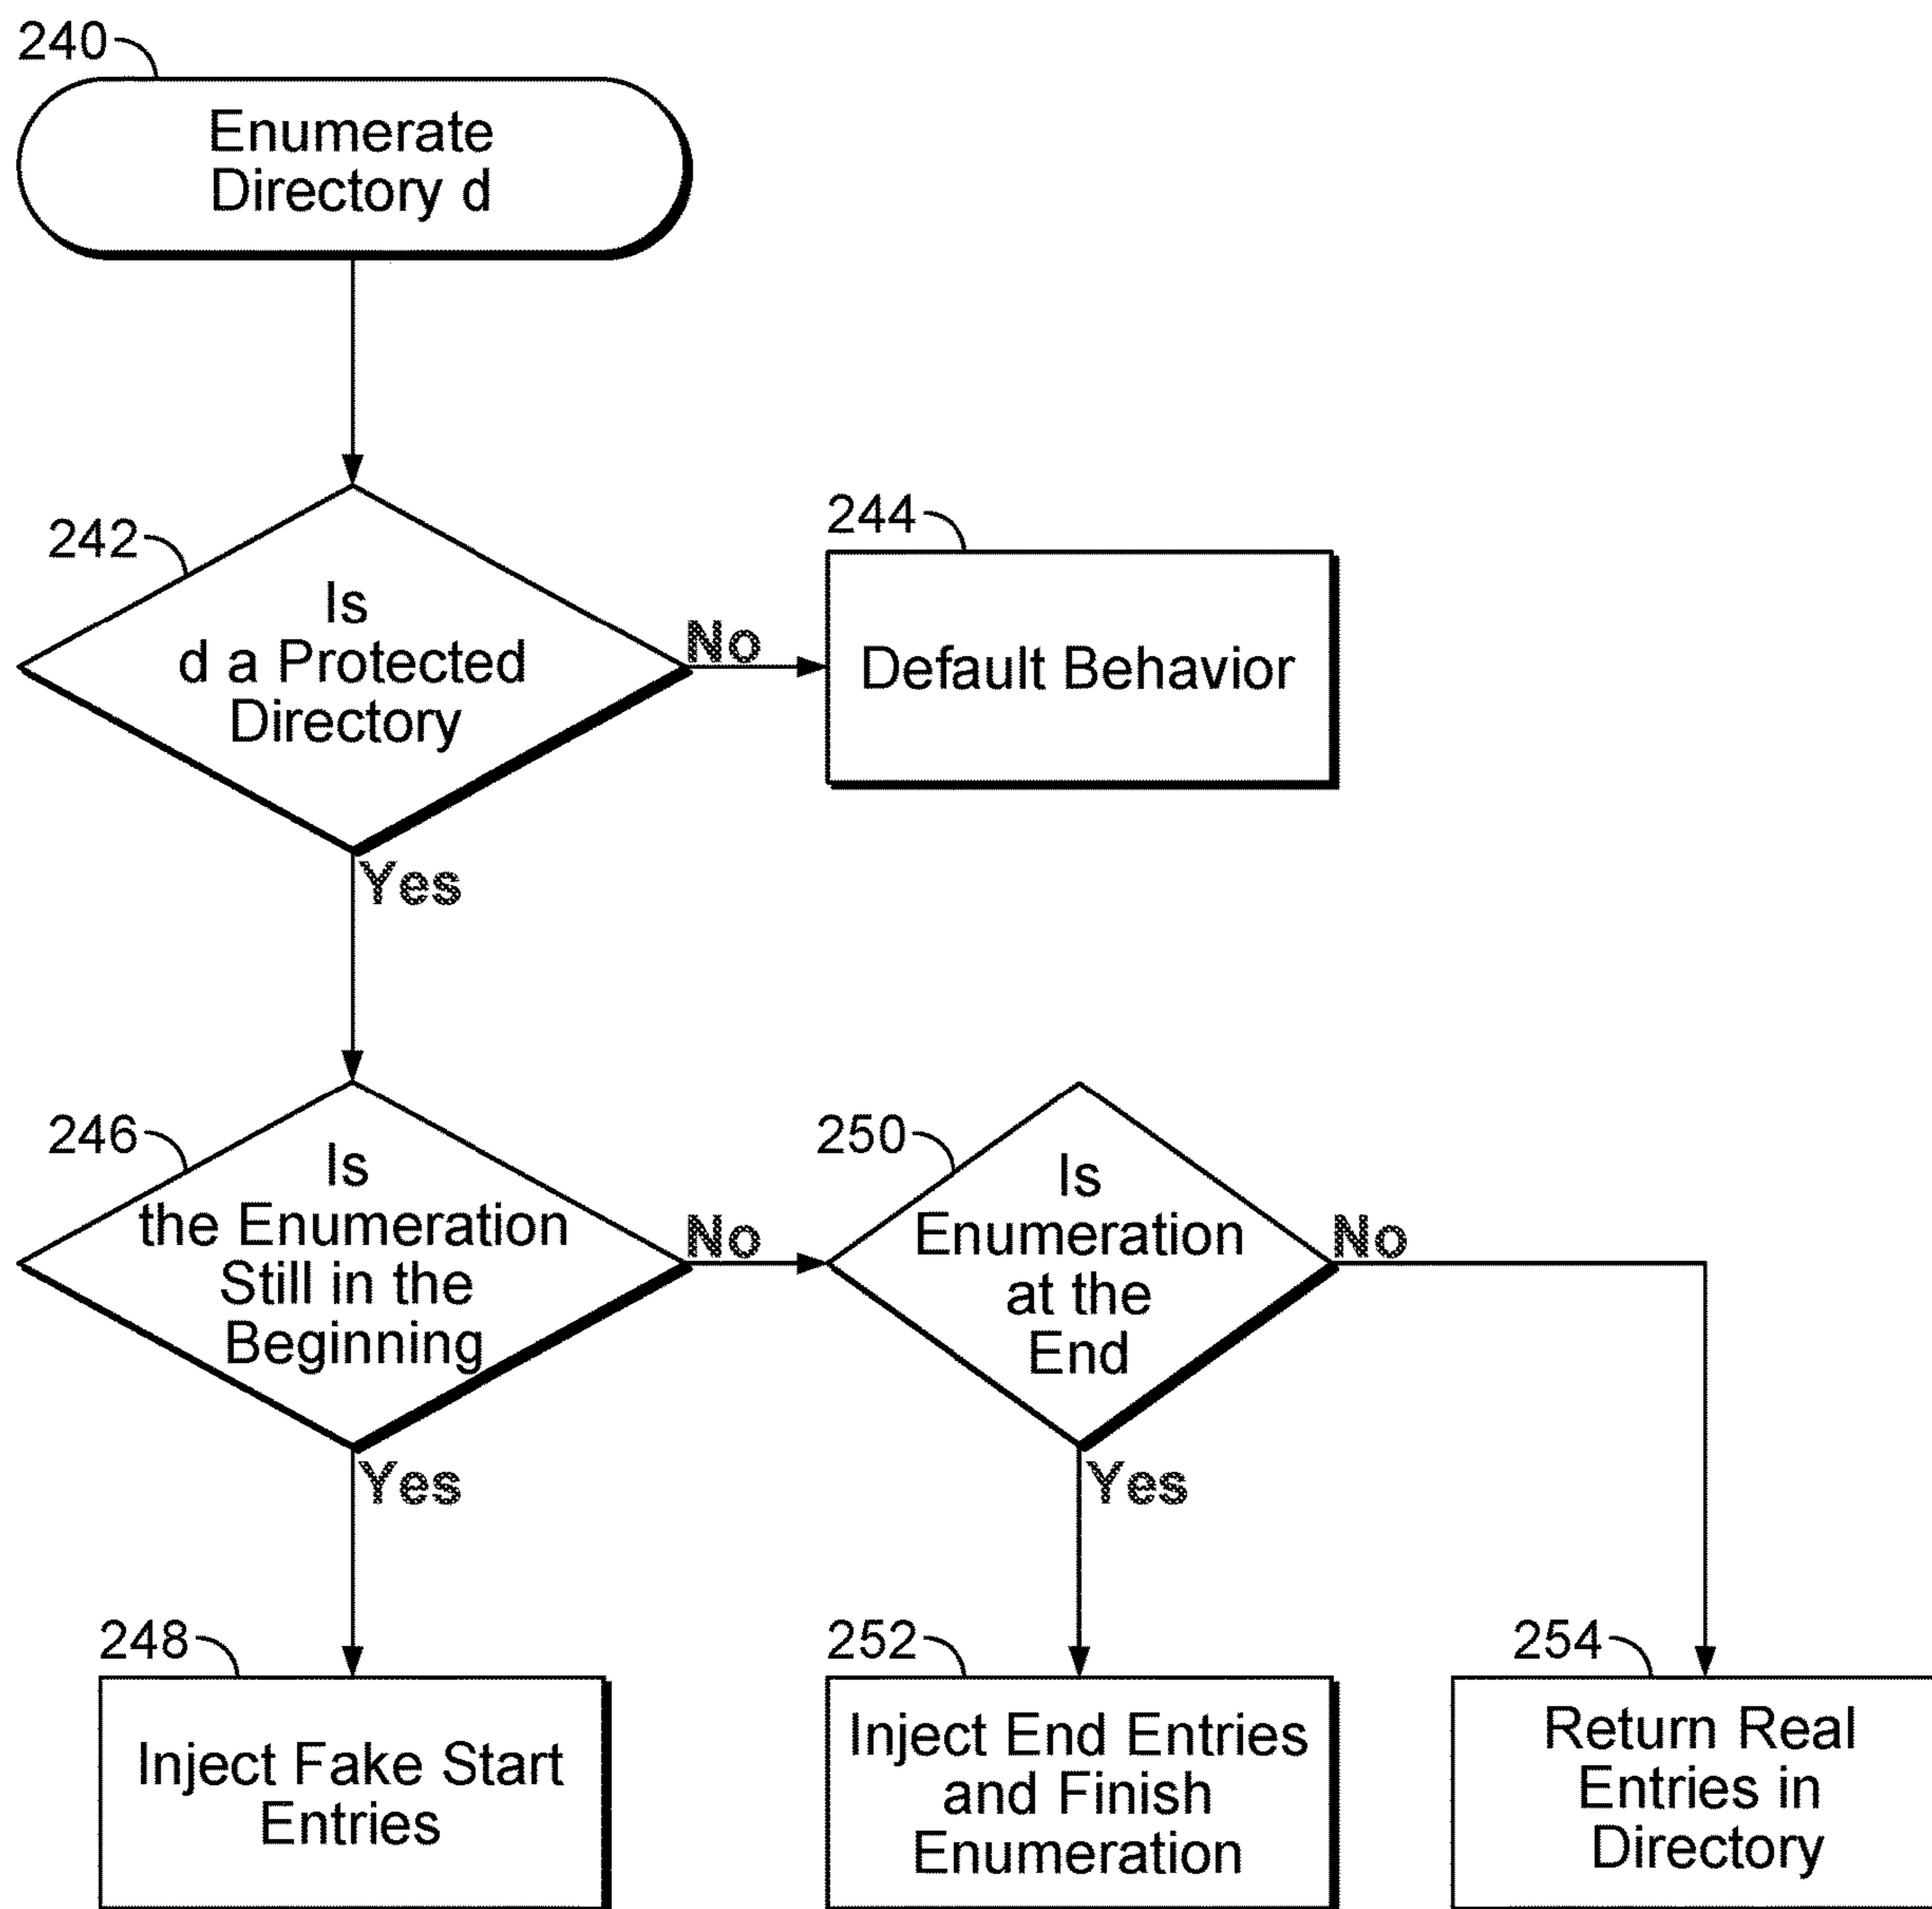 240
Enumerate
Directory d
242
Is
d a Protected
Directory
No
244
Default Behavior
Yes
246
Is
the Enumeration
Still in the
Beginning
No
250
Is
Enumeration
at the
End
No
Yes
Yes
248
Inject Fake Start
Entries
252
Inject End Entries
and Finish
Enumeration
254
Return Real
Entries in
Directory